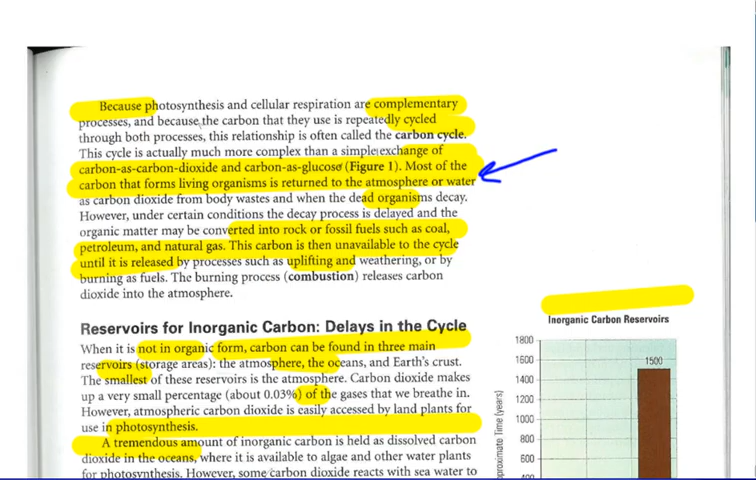 Because photosynthesis and cellular respiration are complementary
processes, and because the carbon that they use is repeatedly cycled
through both processes, this relationship is often called the carbon cycle.
This cycle is actually much more complex than a simple exchange of
carbon-as-carbon-dioxide and carbon-as-glucose (Figure 1). Most of the
carbon that forms living organisms is returned to the atmosphere or water
as carbon dioxide from body wastes and when the dead organisms decay.
However, under certain conditions the decay process is delayed and the
organic matter may be converted into rock or fossil fuels such as coal,
petroleum, and natural gas. This carbon is then unavailable to the cycle
until it is released by processes such as uplifting and weathering, or by
burning as fuels. The burning process (combustion) releases carbon
dioxide into the atmosphere.
Reservoirs for Inorganic Carbon: Delays in the Cycle
When it is not in organic form, carbon can be found in three main
reservoirs (storage areas): the atmosphere, the oceans, and Earth's crust.
The smallest of these reservoirs is the atmosphere. Carbon dioxide makes
up a very small percentage (about 0.03%) of the gases that we breathe in.
However, atmospheric carbon dioxide is easily accessed by land plants for
use in photosynthesis.
A tremendous amount of inorganic carbon is held as dissolved carbon
dioxide in the oceans, where it is available to algae and other water plants
for photosynthesis. However, some carbon dioxide reacts with sea water to
Inorganic Carbon Reservoirs
1800
1600
1400
1200
1000
800
600
1500
Time (years)